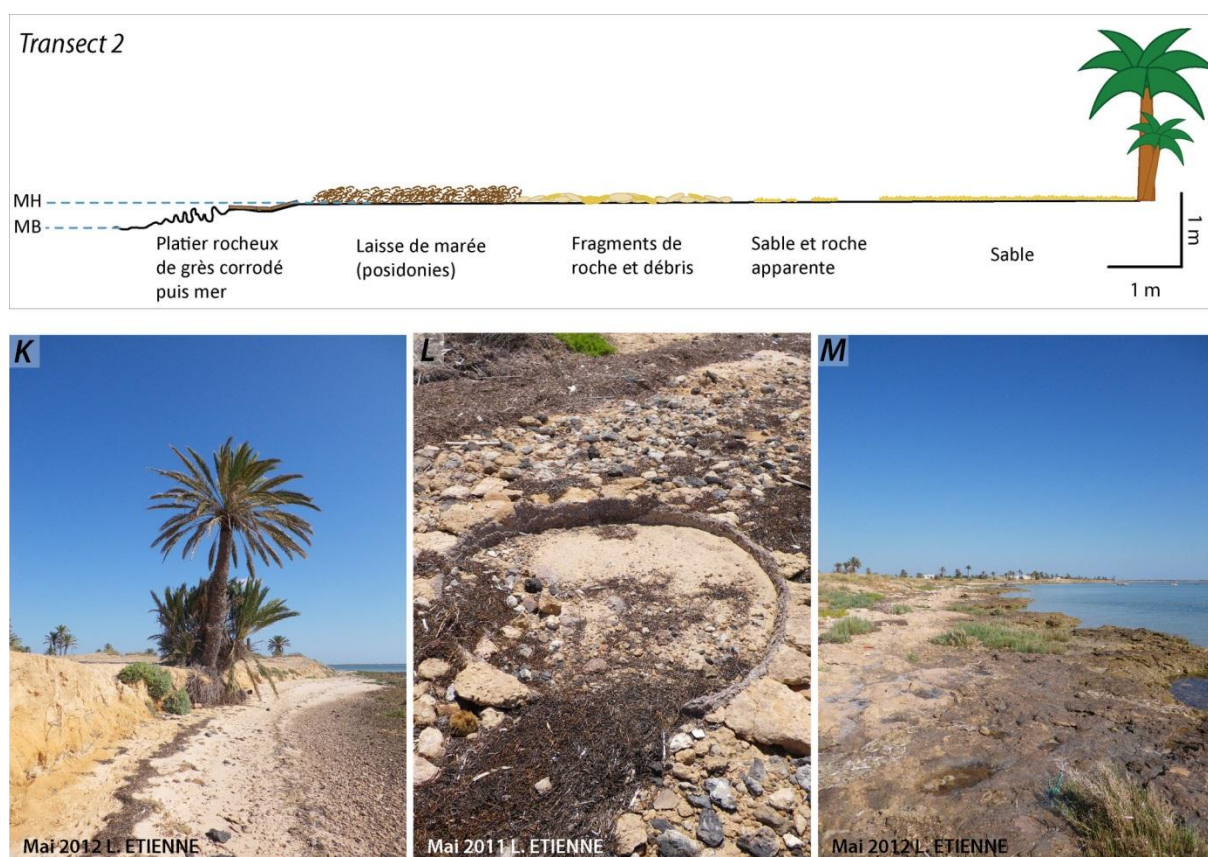 Transect 2
MH
MB
Platier rocheux
de grès corrodé
puis mer
Laisse de marée
(posidonies)
Fragments de
roche et débris
Sable et roche
apparente
Sable
1 m
1 m
K
L
M
Mai 2012 L. ETIENNE
Mai 2011 L. ETIENNE
Mai 2012 L. ETIENNE